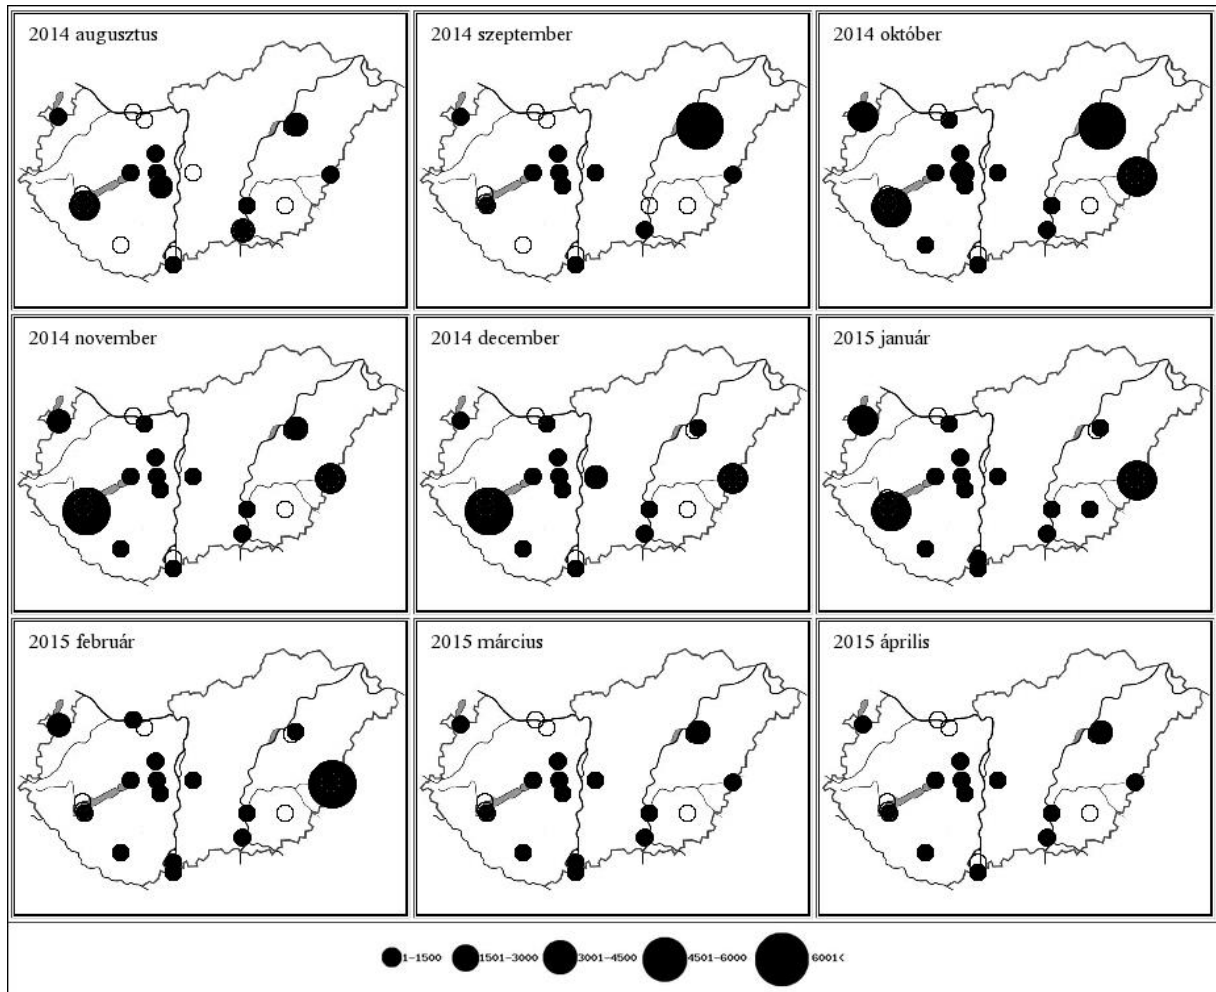 2014 augusztus
2014 szeptember
2014 október
2014 november
2014 december
2015 január
2015 február
2015 március
2015 április
1-1500 1501-3000 3001-4500 4501-6000 6001<